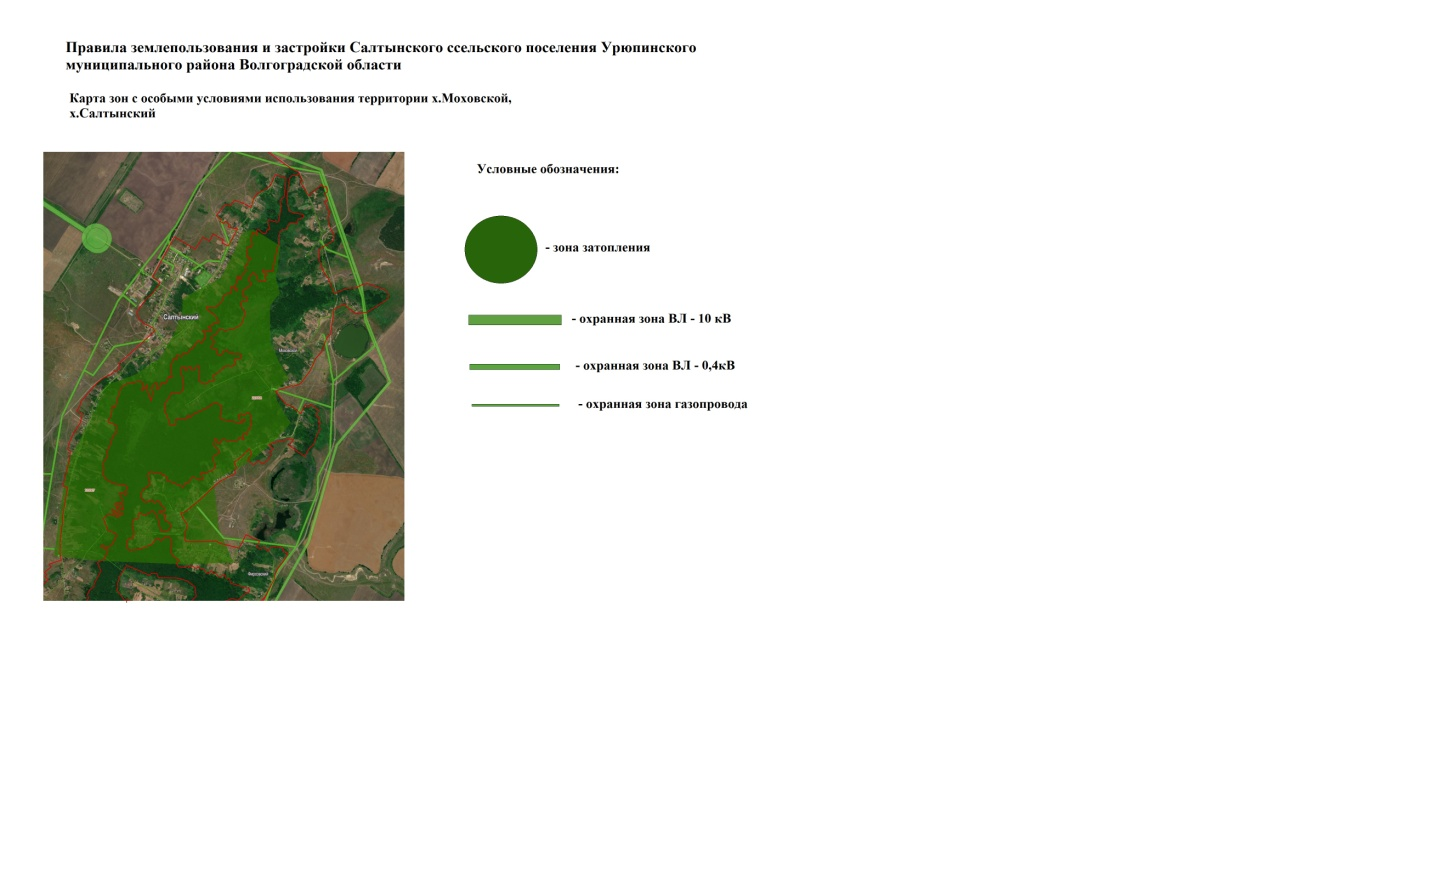 Правила землепользования и застройки Салтынского ссельского поселения Урюпинского
муниципального района Волгоградской области
Карта зон с особыми условиями использования территории х.Моховской,
х.Салтынский
Условные обозначения:
- зона затопления
- охранная зона ВЛ - 10 кВ
Салтынский
- охранная зона ВЛ - 0,4кВ
- охранная зона газопровода